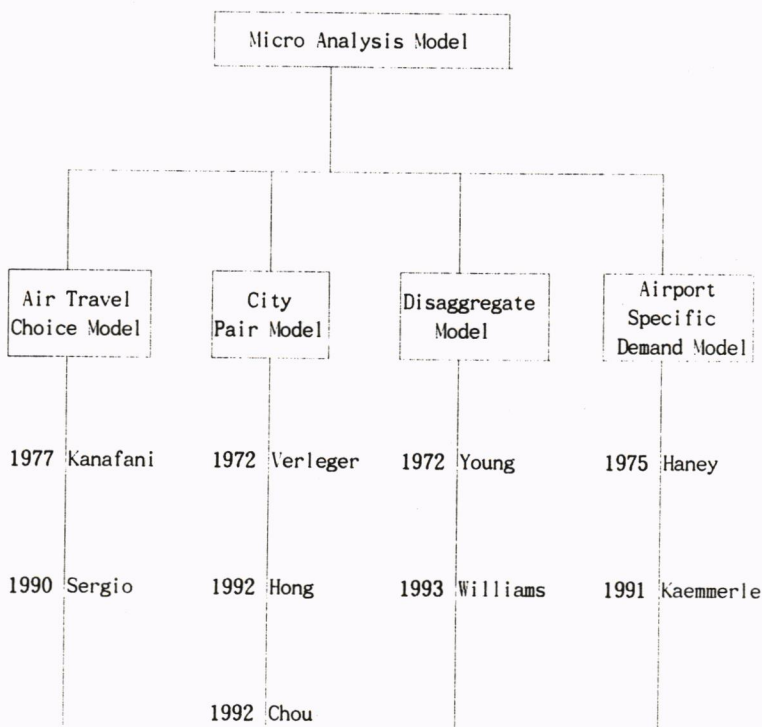 Micro Analysis Model
Air Travel
Choice Model
City
Pair Model
Disaggregate
Model
Airport
Specific
Demand Model
1977 Kanafani
1972 Verleger
1972 Young
1975 Haney
1990 Sergio
1992 Hong
1993 Williams
1991 Kaemmerle
1992 Chou